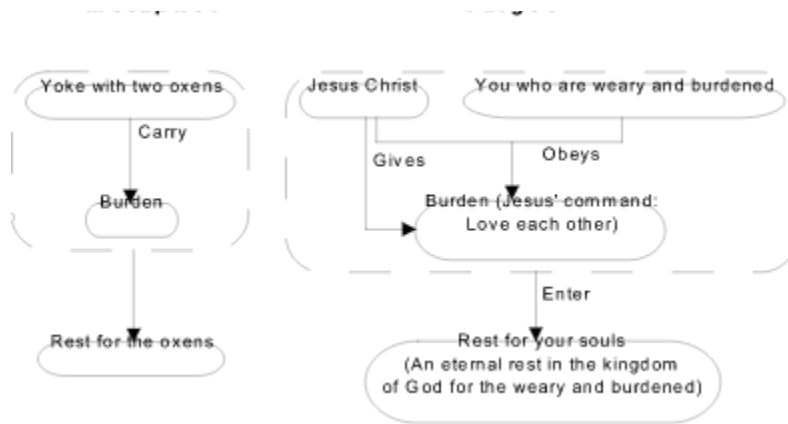 Yoke with two oxens
Carry
Burden
Rest for the oxens
Jesus Christ
You who are weary and burdened
Gives
Obeys
Burden (Jesus' command:
Love each other)
Enter
Rest for your souls
(An eternal rest in the kingdom
of God for the weary and burdened)